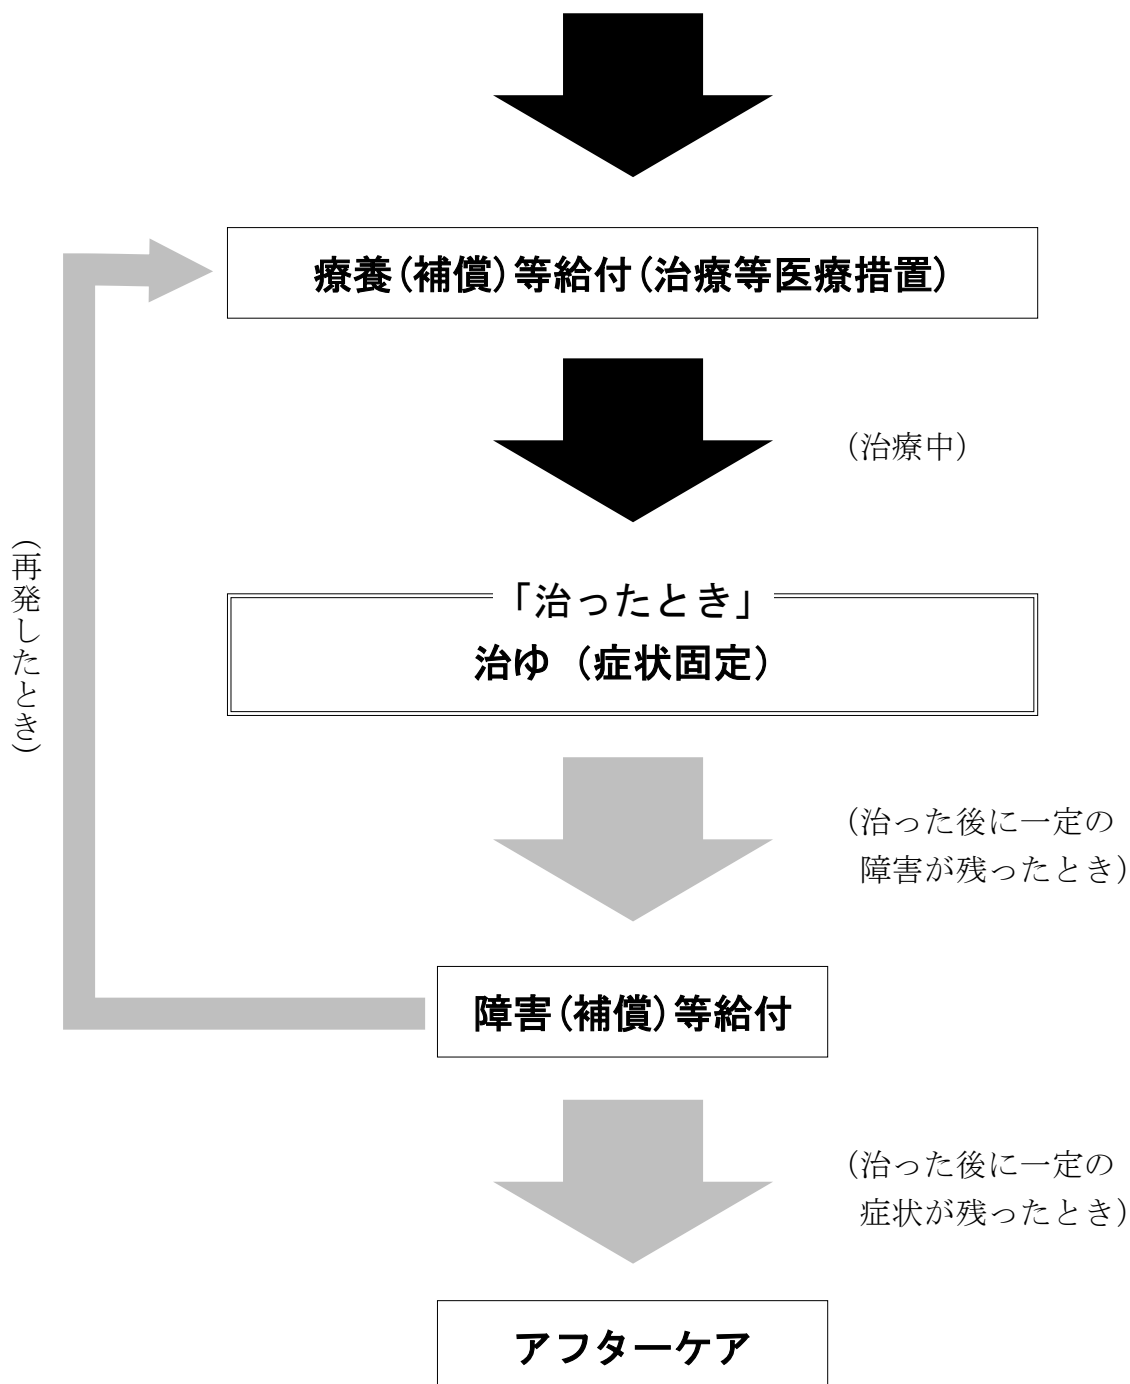 療養（補償）等給付（治療等医療措置）
（治療中）
（再発したとき）
「治ったとき」
治ゆ（症状固定）
（治った後に一定の
障害が残ったとき）
障害（補償）等給付
（治った後に一定の
症状が残ったとき）
アフターケア